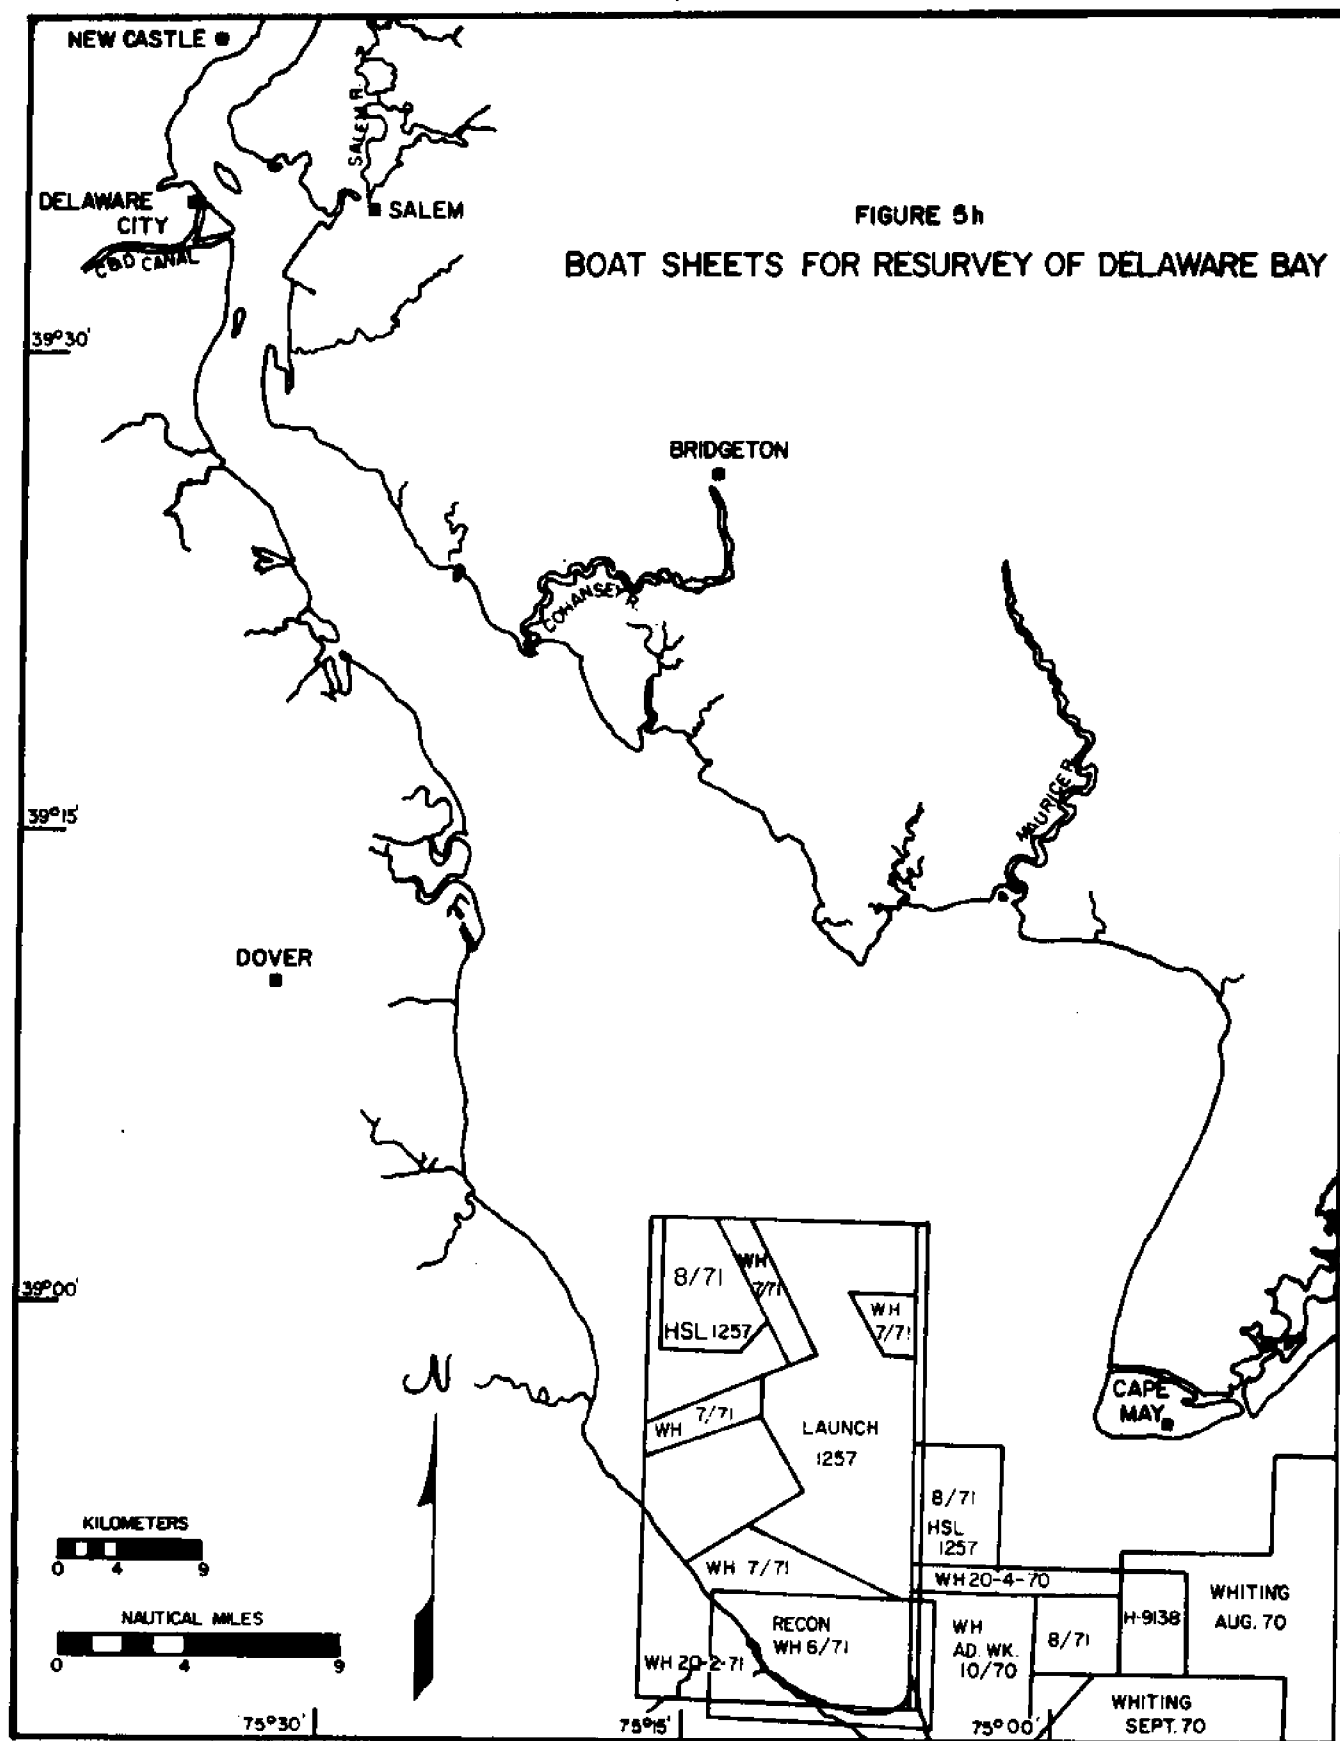 NEW CASTLE
SALEM R.
DELAWARE
CITY
SALEM
C&D CANAL
FIGURE 5h
BOAT SHEETS FOR RESURVEY OF DELAWARE BAY
39°30'
BRIDGETON
COHANSEY R.
MAURICE R.
39°15'
DOVER
39°00'
8/71
HSL 1257
WH
7/71
WH
7/71
N
WH 7/71
LAUNCH
1257
CAPE
MAY
8/71
HSL
1257
KILOMETERS
0 4 9
NAUTICAL MILES
0 4 9
WH 7/71
WH 20-4-70
RECON
WH 6/71
WH 20-2-71
WH
AD. WK.
10/70
8/71
H-9138
WHITING
AUG. 70
WHITING
SEPT. 70
75°30'
75°15'
75°00'